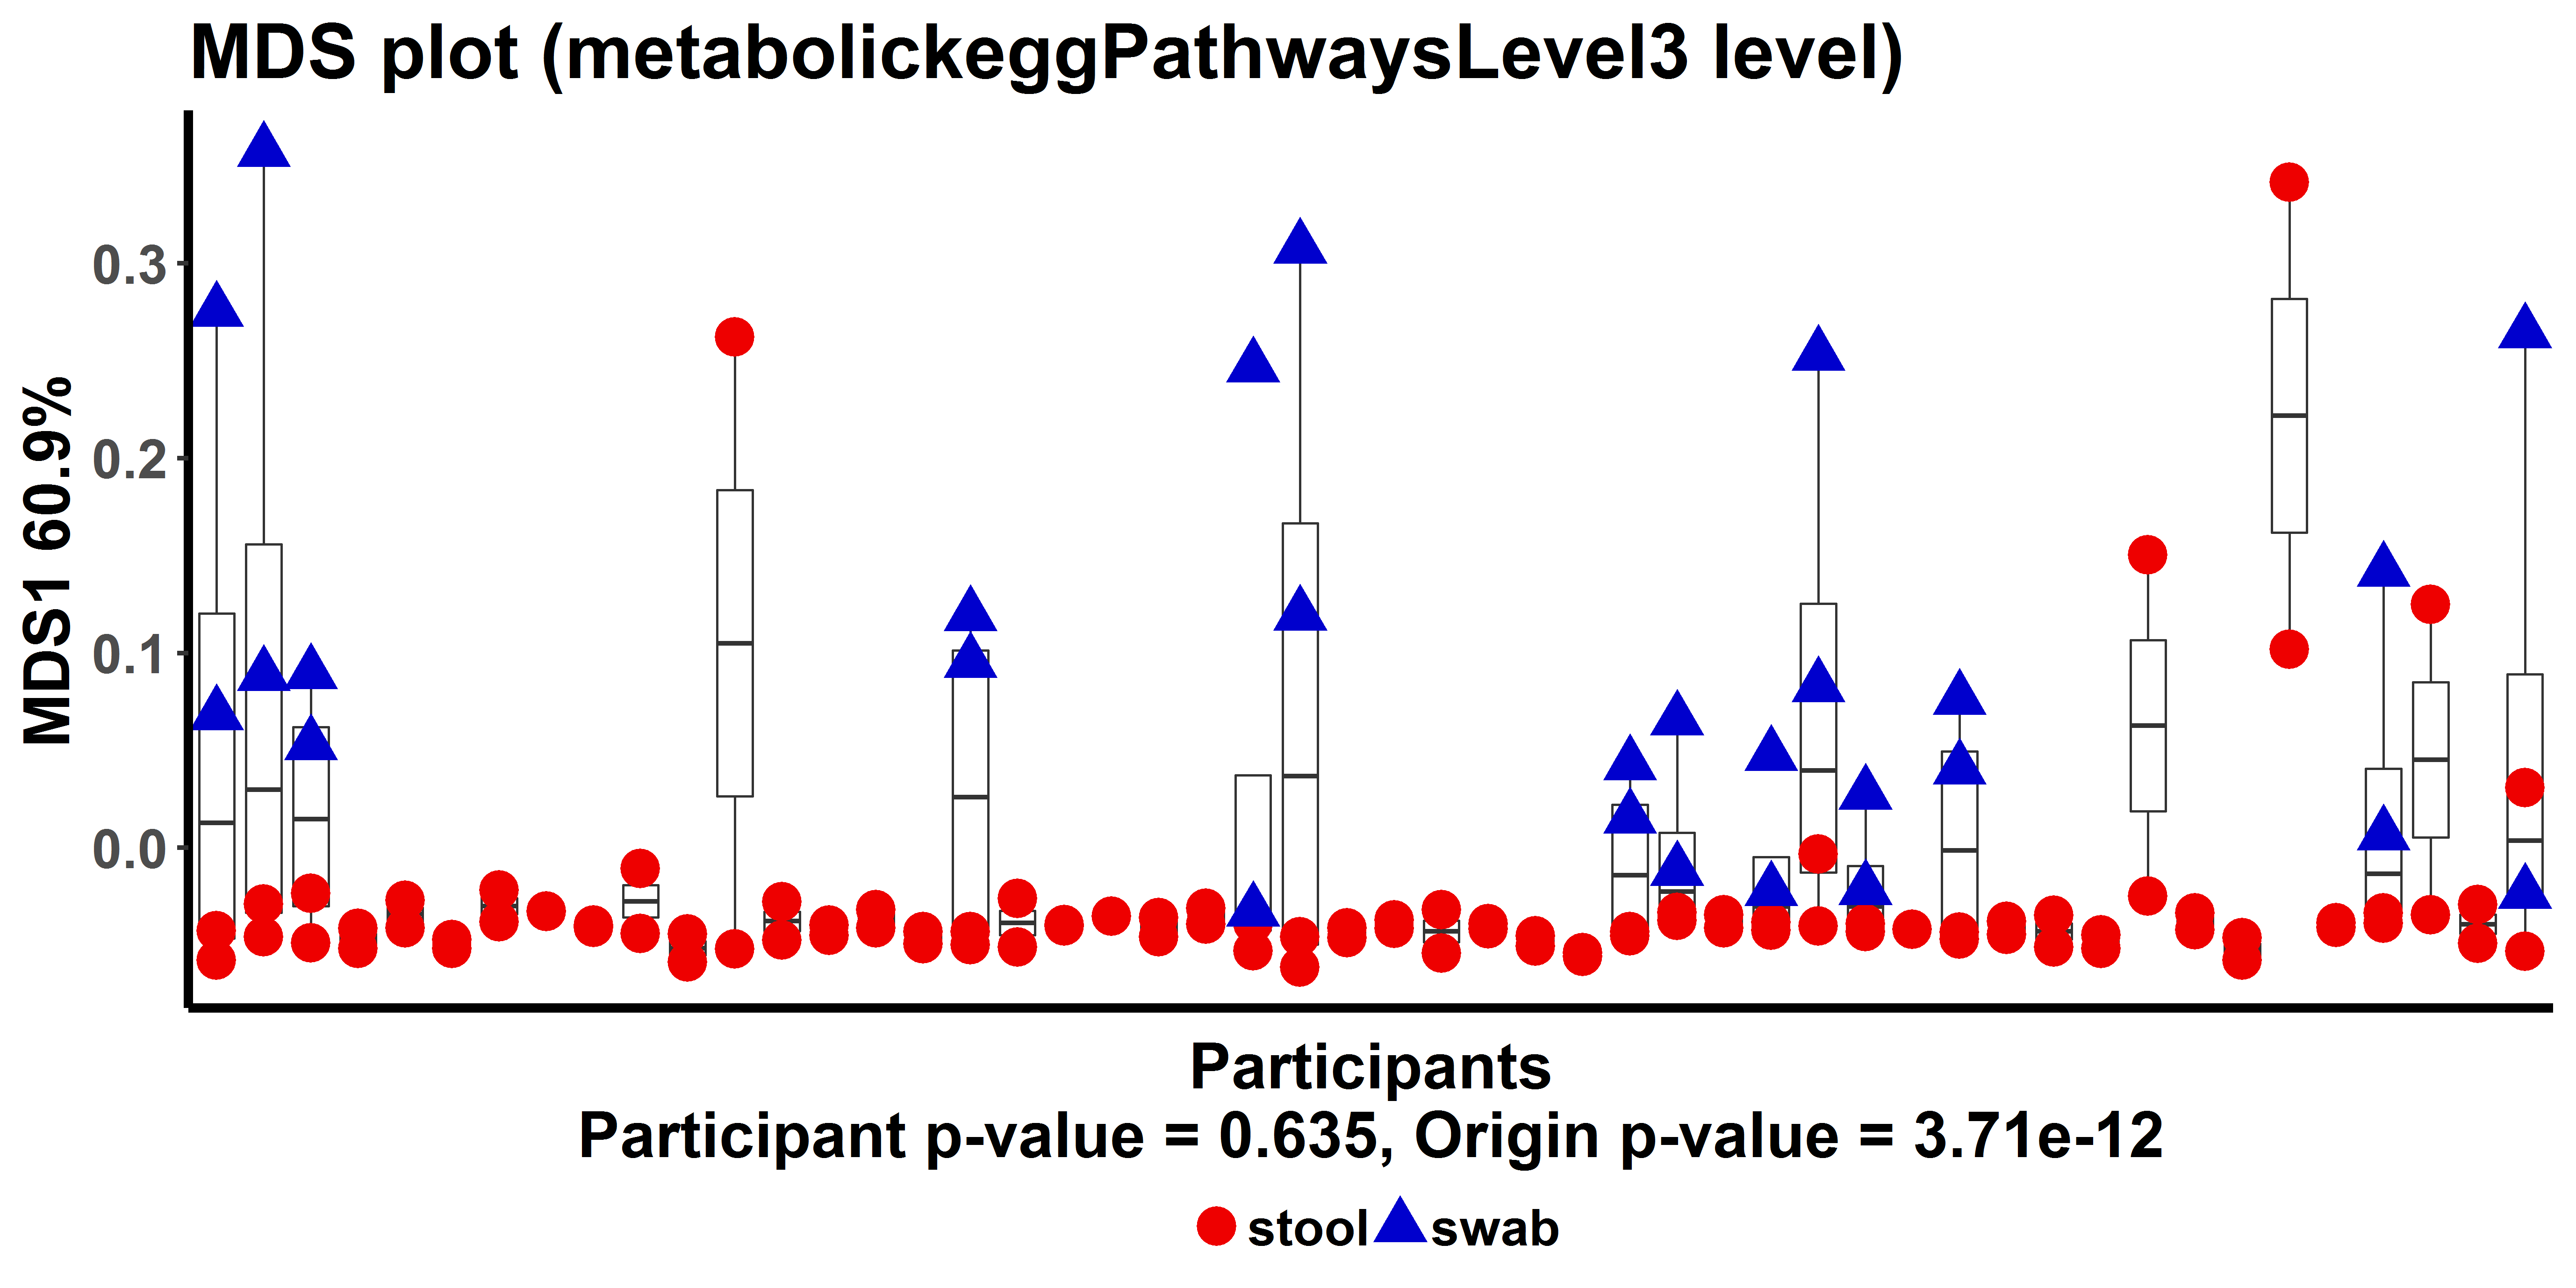 MDS plot (metabolickeggPathwaysLevel3 level)
MDS1 60.9%
0.3
0.2
0.1
0.0
Participants
Participant p-value = 0.635, Origin p-value = 3.71e-12
stool swab